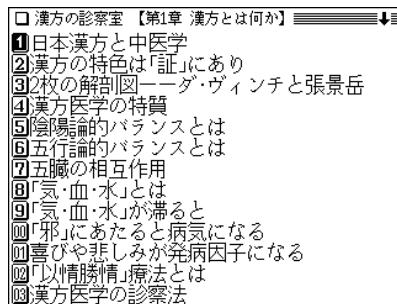 □ 漢方の診察室 【第1章 漢方とは何か】
1 日本漢方と中医学
2 漢方の特色は「証」にあり
3 2枚の解剖図ーーダ・ヴィンチと張景岳
4 漢方医学の特質
5 陰陽論的バランスとは
6 五行論的バランスとは
7 五臓の相互作用
8 「気・血・水」とは
9 「気・血・水」が滞ると
00 「邪」にあたると病気になる
01 喜びや悲しみが発病因子になる
02 「以情勝情」療法とは
03 漢方医学の診察法